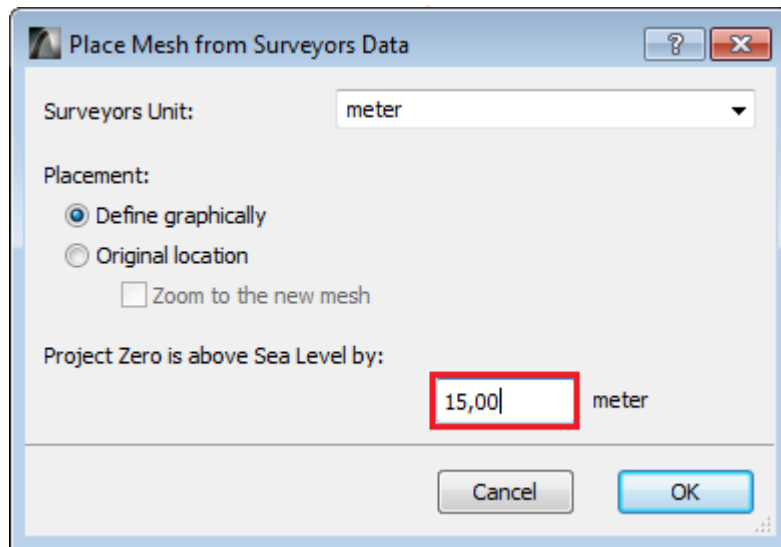 Place Mesh from Surveyors Data
Surveyors Unit: meter
Placement:
Define graphically
Original location
Zoom to the new mesh
Project Zero is above Sea Level by:
15,00 meter
Cancel OK